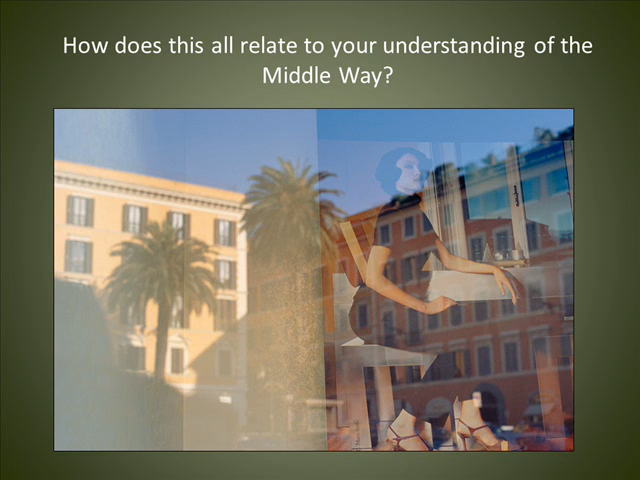 How does this all relate to your understanding of the
Middle Way?